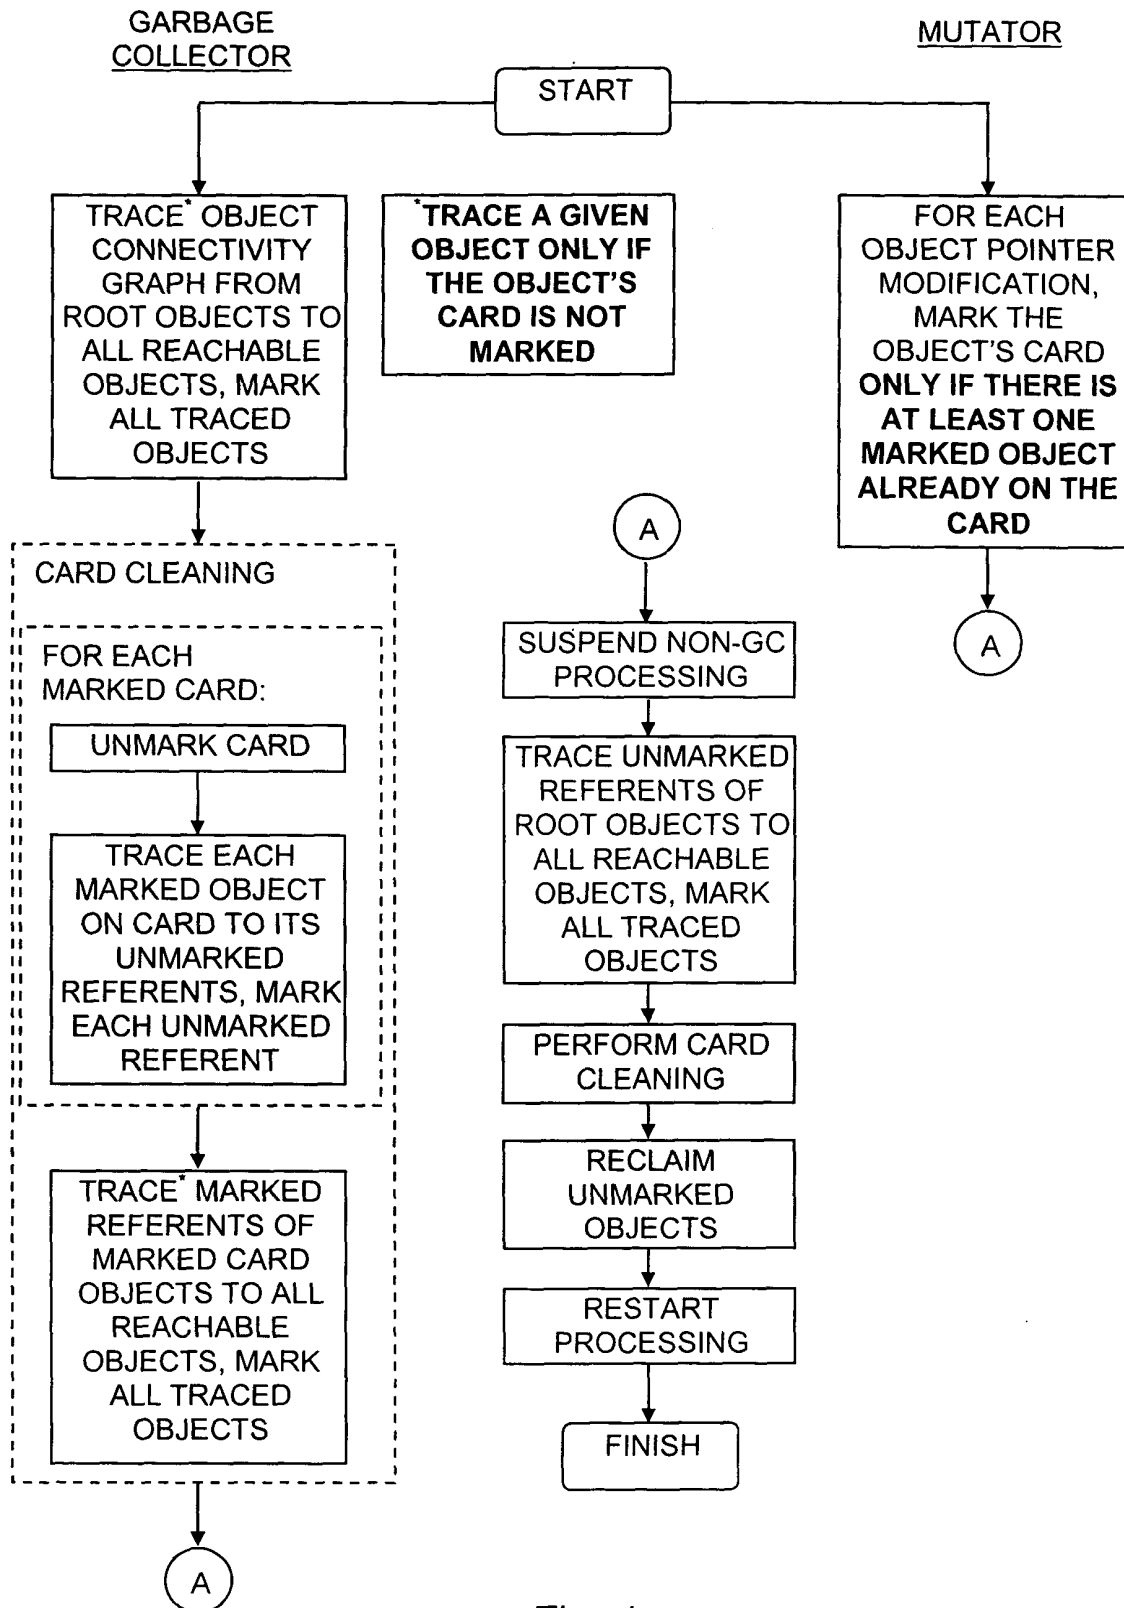 GARBAGE
COLLECTOR
MUTATOR
START
TRACE* OBJECT
CONNECTIVITY
GRAPH FROM
ROOT OBJECTS TO
ALL REACHABLE
OBJECTS, MARK
ALL TRACED
OBJECTS
*TRACE A GIVEN
OBJECT ONLY IF
THE OBJECT'S
CARD IS NOT
MARKED
FOR EACH
OBJECT POINTER
MODIFICATION,
MARK THE
OBJECT'S CARD
ONLY IF THERE IS
AT LEAST ONE
MARKED OBJECT
ALREADY ON THE
CARD
A
CARD CLEANING
FOR EACH
MARKED CARD:
UNMARK CARD
TRACE EACH
MARKED OBJECT
ON CARD TO ITS
UNMARKED
REFERENTS, MARK
EACH UNMARKED
REFERENT
TRACE* MARKED
REFERENTS OF
MARKED CARD
OBJECTS TO ALL
REACHABLE
OBJECTS, MARK
ALL TRACED
OBJECTS
A
A
SUSPEND NON-GC
PROCESSING
TRACE UNMARKED
REFERENTS OF
ROOT OBJECTS TO
ALL REACHABLE
OBJECTS, MARK
ALL TRACED
OBJECTS
PERFORM CARD
CLEANING
RECLAIM
UNMARKED
OBJECTS
RESTART
PROCESSING
FINISH